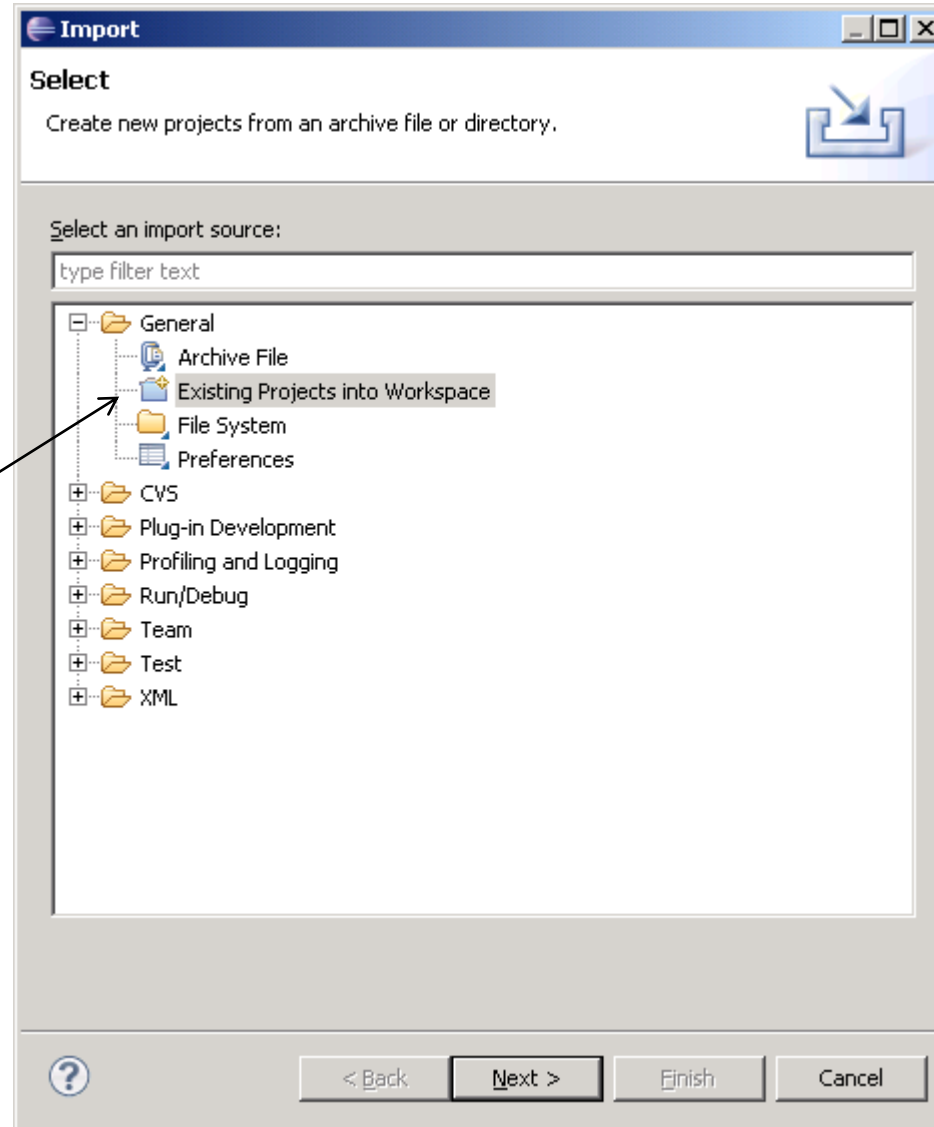 Import
Select
Create new projects from an archive file or directory.
Select an import source:
type filter text
General
Archive File
Existing Projects into Workspace
File System
Preferences
CVS
Plug-in Development
Profiling and Logging
Run/Debug
Team
Test
XML
? < Back Next > Finish Cancel